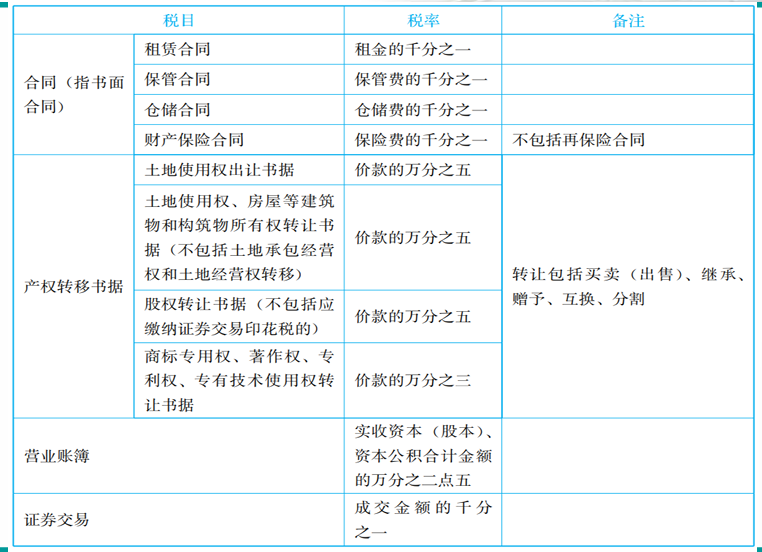 税目
税率
备注
合同（指书面
合同）
租赁合同
租金的千分之一
保管合同
保管费的千分之一
仓储合同
仓储费的千分之一
财产保险合同
保险费的千分之一
不包括再保险合同
产权转移书据
土地使用权出让书据
价款的万分之五
土地使用权、房屋等建筑
物和构筑物所有权转让书
据（不包括土地承包经营
权和土地经营权转移）
价款的万分之五
股权转让书据（不包括应
缴纳证券交易印花税的）
价款的万分之五
商标专用权、著作权、专
利权、专有技术使用权转
让书据
价款的万分之三
转让包括买卖（出售）、继承、
赠予、互换、分割
营业账簿
实收资本（股本）、
资本公积合计金额
的万分之二点五
证券交易
成交金额的千分
之一